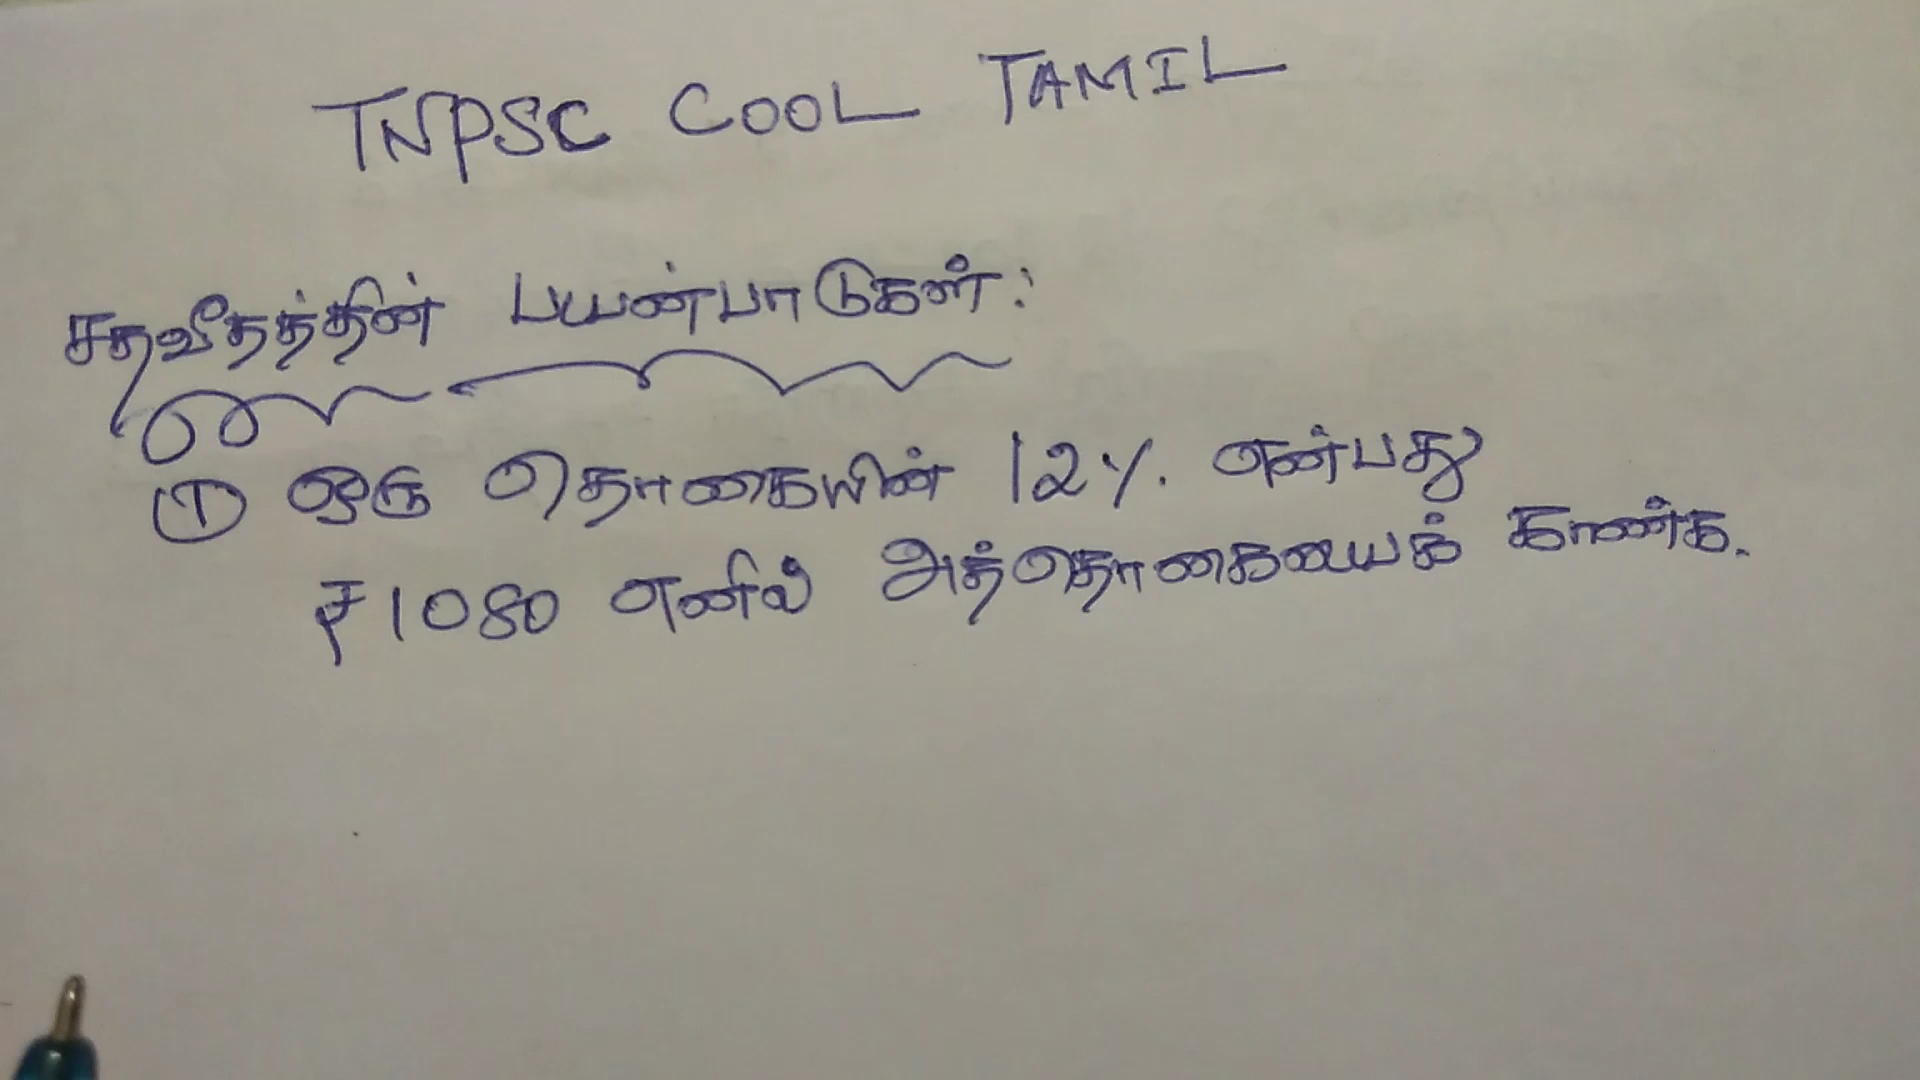 TNPSC COOL TAMIL
சதவீதத்தின் பயன்பாடுகள்:
① ஒரு தொகையின் 12%. என்பது
₹1080 எனில் அத்தொகையைக் காண்க.